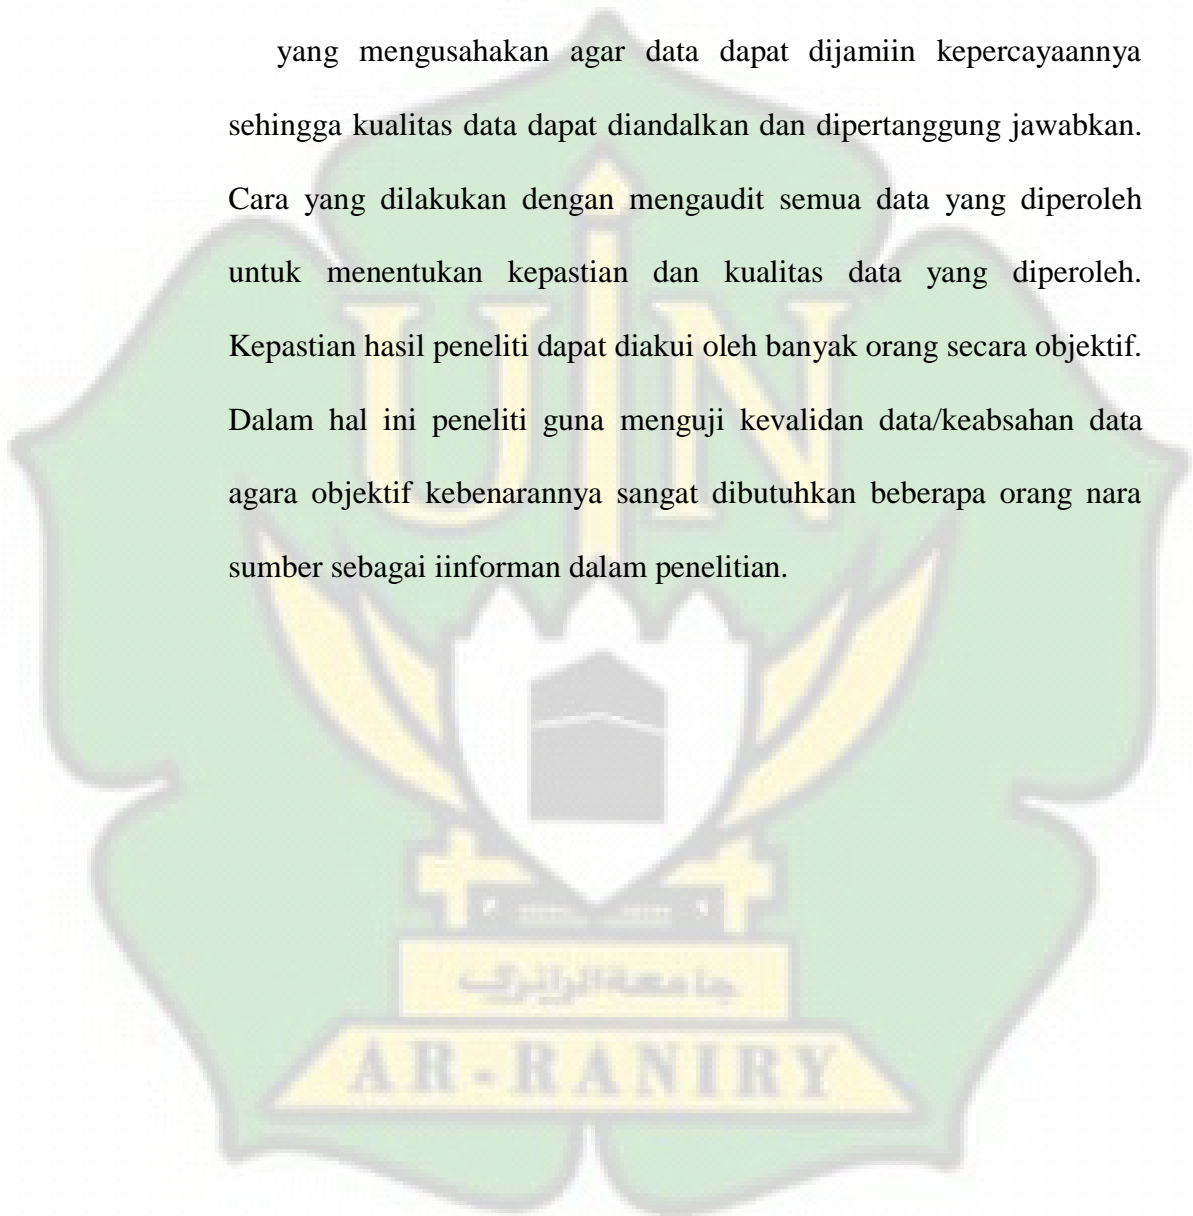 yang mengusahakan agar data dapat dijamiin kepercayaannya
sehingga kualitas data dapat diandalkan dan dipertanggung jawabkan.
Cara yang dilakukan dengan mengaudit semua data yang diperoleh
untuk menentukan kepastian dan kualitas data yang diperoleh.
Kepastian hasil peneliti dapat diakui oleh banyak orang secara objektif.
Dalam hal ini peneliti guna menguji kevalidan data/keabsahan data
agara objektif kebenarannya sangat dibutuhkan beberapa orang nara
sumber sebagai iinforman dalam penelitian.
UIN
جامعة الرانري
AR-RANIRY